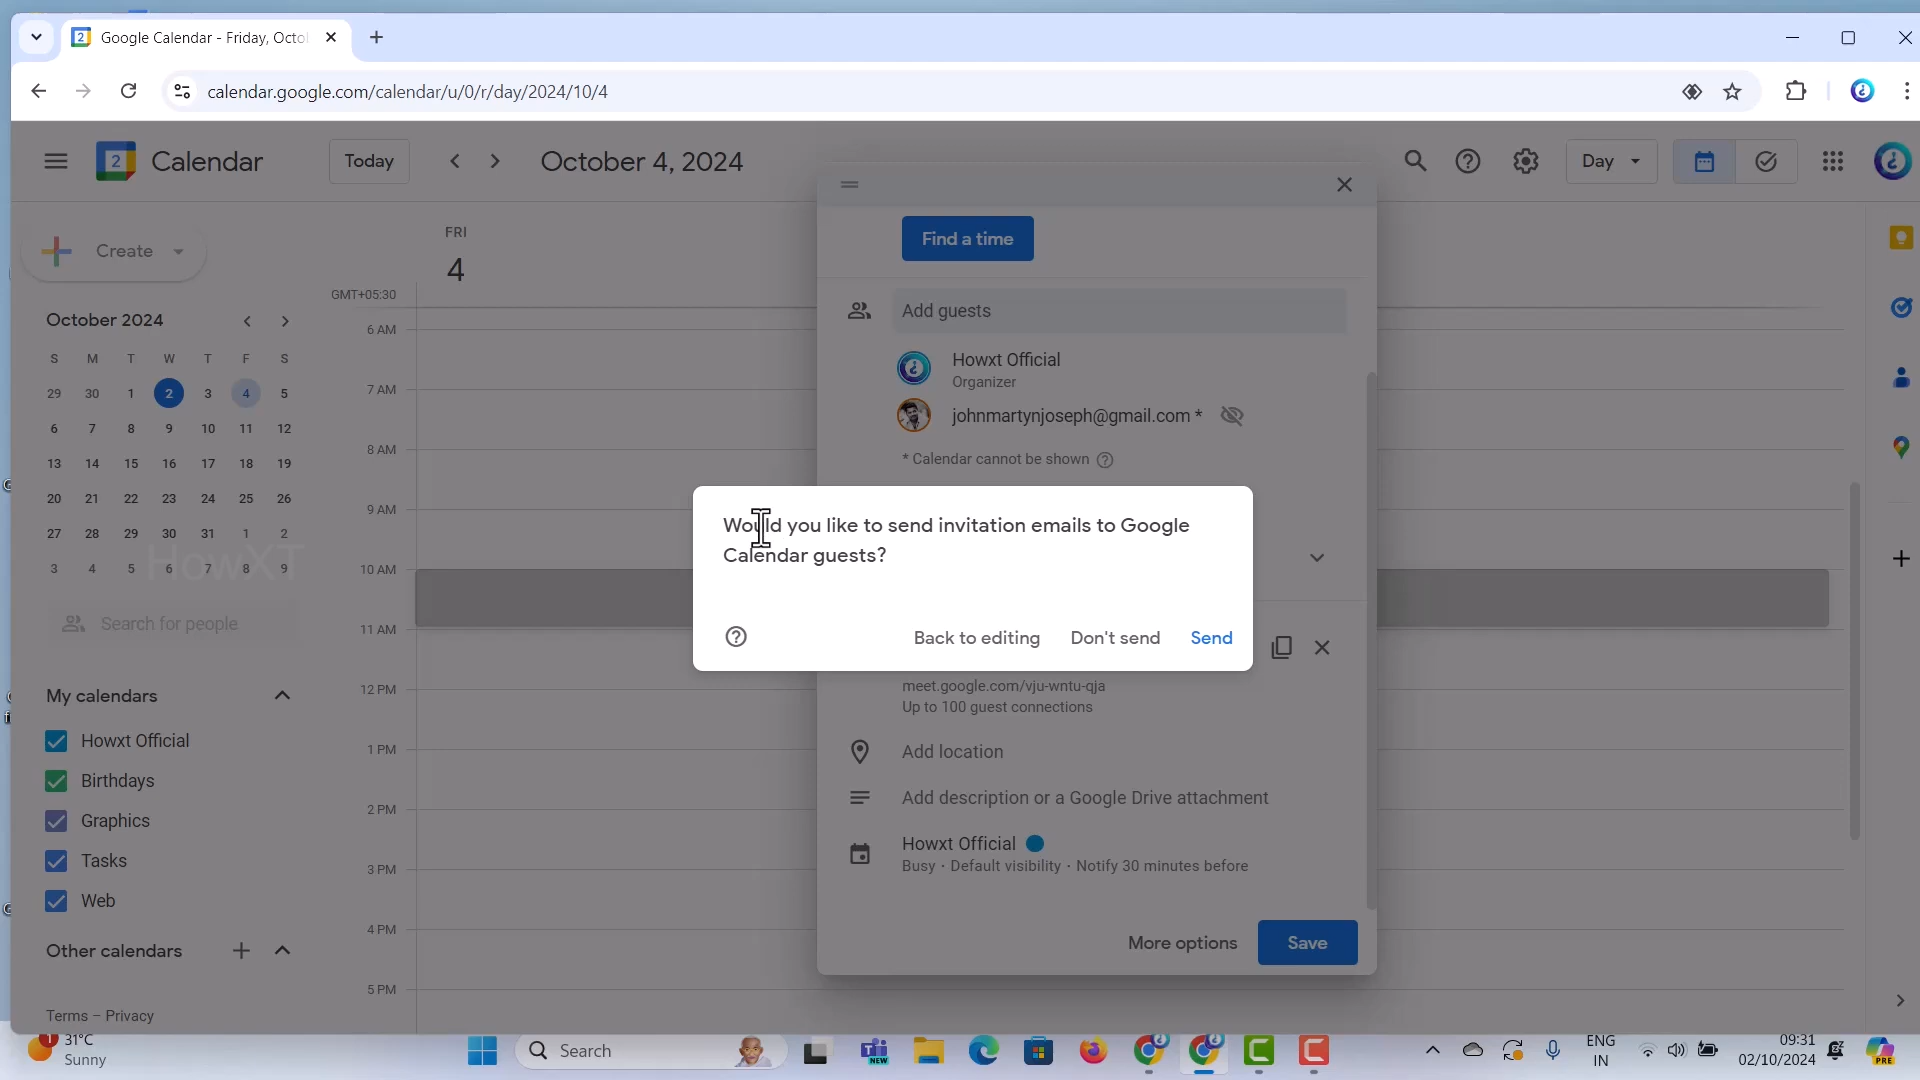 Google Calendar - Friday, Octo
calendar.google.com/calendar/u/0/r/day/2024/10/4
2
Calendar
Today
October 4, 2024
Day
Create
FRI
4
GMT+05:30
October 2024
S M T W T F S
29 30 1 2 3 4 5
6 7 8 9 10 11 12
13 14 15 16 17 18 19
20 21 22 23 24 25 26
27 28 29 30 31 1 2
3 4 5 6 7 8 9
HowXT
Search for people
My calendars
Howxt Official
Birthdays
Graphics
Tasks
Web
Other calendars
Terms – Privacy
6 AM
7 AM
8 AM
9 AM
10 AM
11 AM
12 PM
1 PM
2 PM
3 PM
4 PM
5 PM
Find a time
Add guests
Howxt Official
Organizer
johnmartynjoseph@gmail.com *
* Calendar cannot be shown
Would you like to send invitation emails to Google
Calendar guests?
Back to editing
Don't send
Send
meet.google.com/vju-wntu-qja
Up to 100 guest connections
Add location
Add description or a Google Drive attachment
Howxt Official
Busy · Default visibility · Notify 30 minutes before
More options
Save
1
31°C
Sunny
Search
NEW
ENG
IN
09:31
02/10/2024
PRE